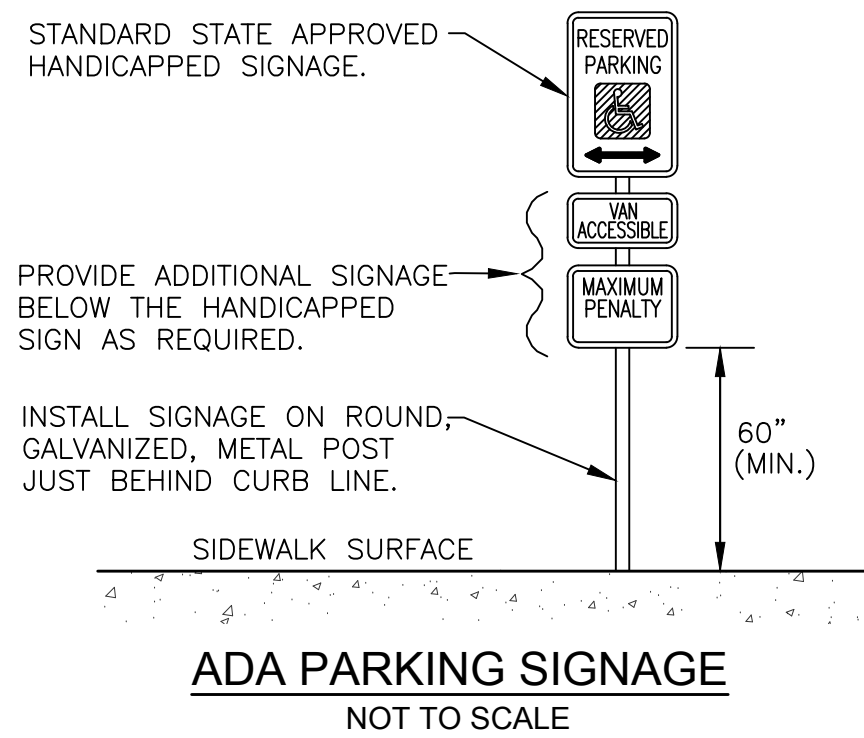 STANDARD STATE APPROVED
HANDICAPPED SIGNAGE.
RESERVED
PARKING
VAN
ACCESSIBLE
PROVIDE ADDITIONAL SIGNAGE
BELOW THE HANDICAPPED
SIGN AS REQUIRED.
MAXIMUM
PENALTY
INSTALL SIGNAGE ON ROUND,
GALVANIZED, METAL POST
JUST BEHIND CURB LINE.
60”
(MIN.)
SIDEWALK SURFACE
ADA PARKING SIGNAGE
NOT TO SCALE